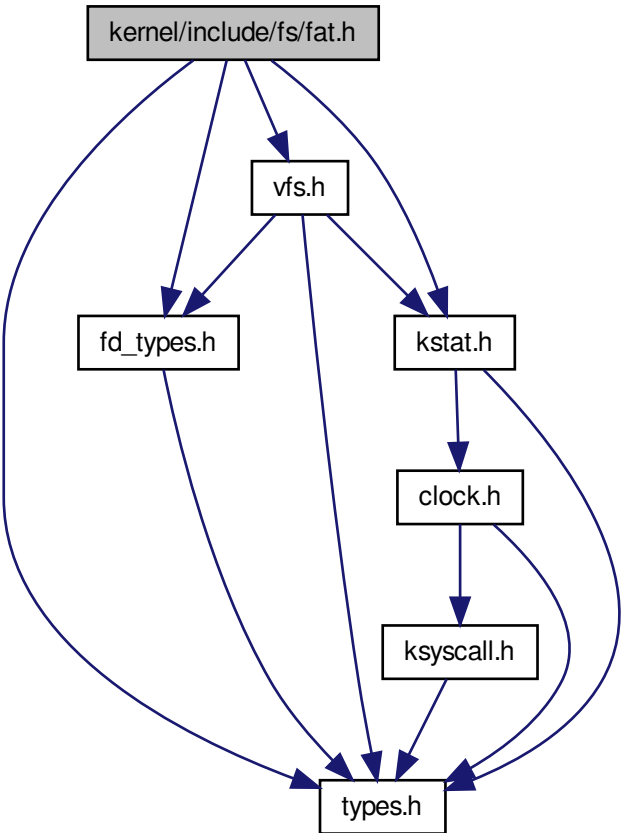 kernel/include/fs/fat.h
vfs.h
fd_types.h
kstat.h
clock.h
ksyscall.h
types.h